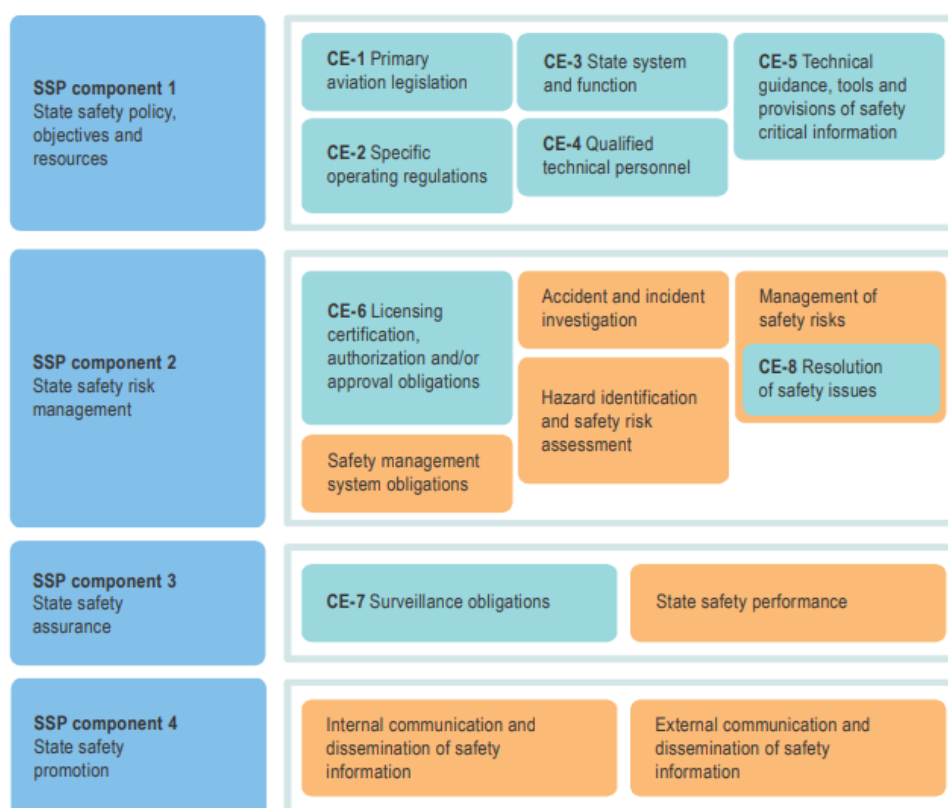 SSP component 1
State safety policy,
objectives and
resources
CE-1 Primary
aviation legislation
CE-2 Specific
operating regulations
CE-3 State system
and function
CE-4 Qualified
technical personnel
CE-5 Technical
guidance, tools and
provisions of safety
critical information
SSP component 2
State safety risk
management
CE-6 Licensing
certification,
authorization and/or
approval obligations
Safety management
system obligations
Accident and incident
investigation
Hazard identification
and safety risk
assessment
Management of
safety risks
CE-8 Resolution
of safety issues
SSP component 3
State safety
assurance
CE-7 Surveillance obligations
State safety performance
SSP component 4
State safety
promotion
Internal communication and
dissemination of safety
information
External communication and
dissemination of safety
information